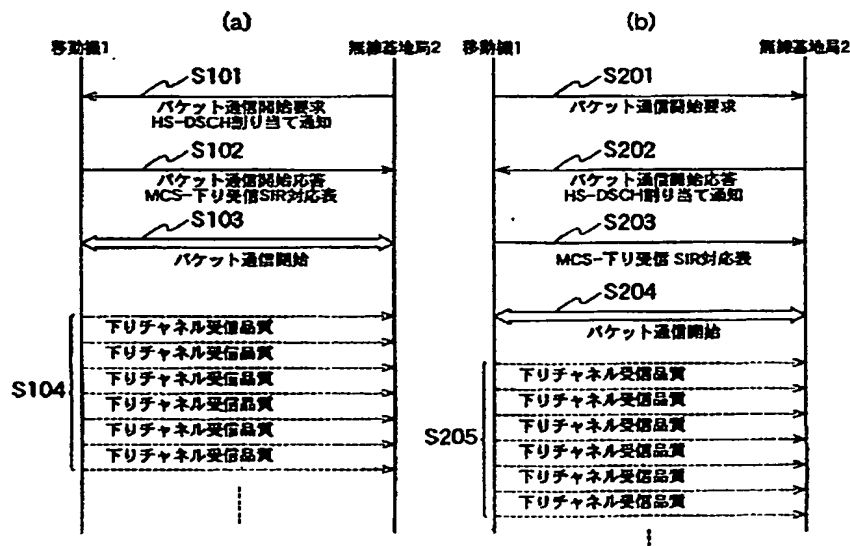 (a)
移動機1
無線基地局2
S101
パケット通信開始要求
HS-DSCH割り当て通知
S102
パケット通信開始応答
MCS-下り受信SIR対応表
S103
パケット通信開始
S104
下りチャネル受信品質
下りチャネル受信品質
下りチャネル受信品質
下りチャネル受信品質
下りチャネル受信品質
下りチャネル受信品質
(b)
移動機1
無線基地局2
S201
パケット通信開始要求
S202
パケット通信開始応答
HS-DSCH割り当て通知
S203
MCS-下り受信 SIR対応表
S204
パケット通信開始
S205
下りチャネル受信品質
下りチャネル受信品質
下りチャネル受信品質
下りチャネル受信品質
下りチャネル受信品質
下りチャネル受信品質